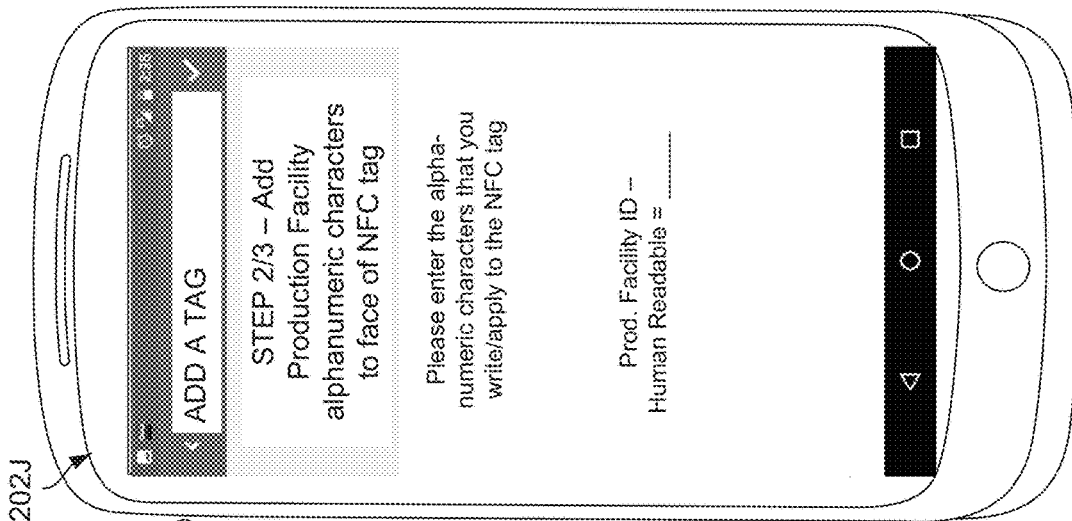 202J
ADD A TAG
STEP 2/3 – Add
Production Facility
alphanumeric characters
to face of NFC tag
Please enter the alpha-
numeric characters that you
write/apply to the NFC tag
Prod. Facility ID –
Human Readable = _____